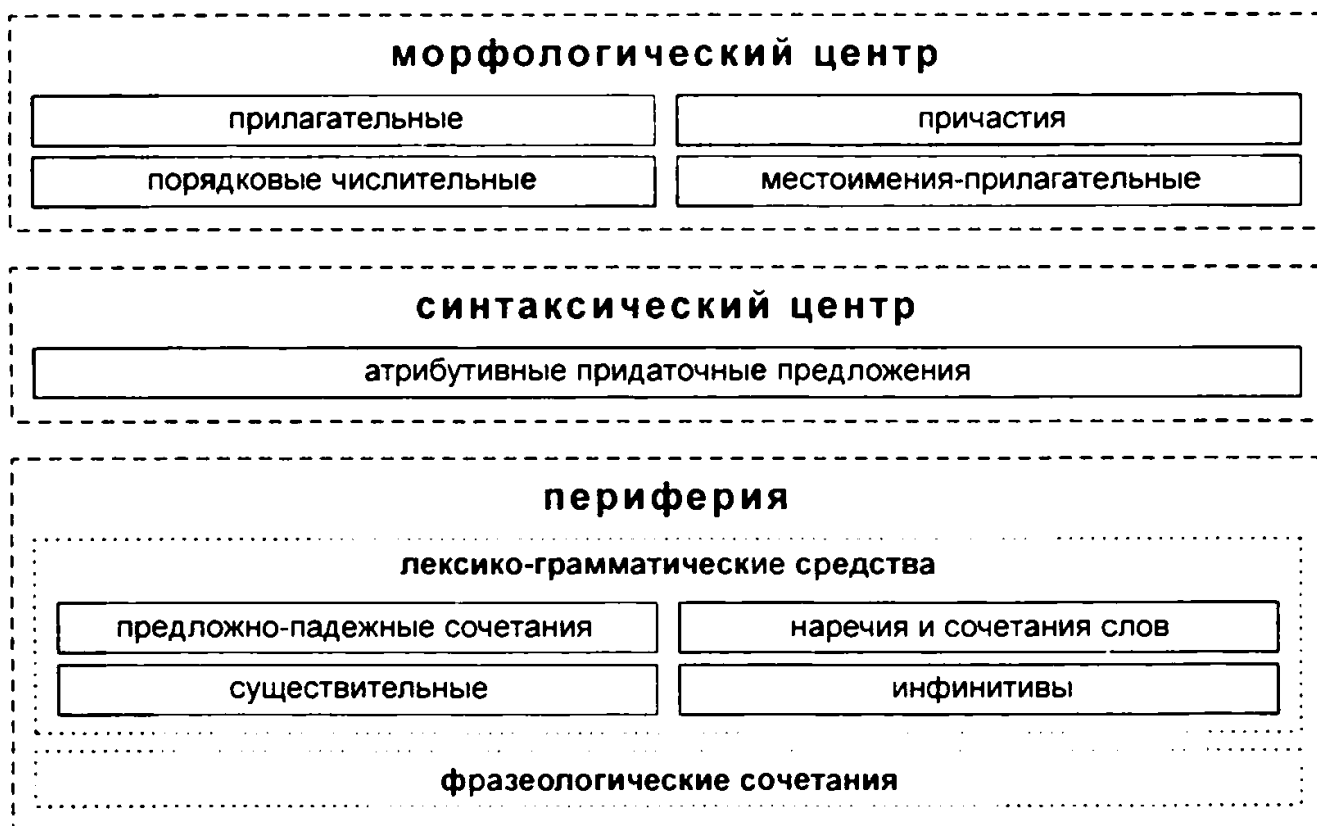 морфологический центр
прилагательные
причастия
порядковые числительные
местоимения-прилагательные
синтаксический центр
атрибутивные придаточные предложения
периферия
лексико-грамматические средства
предложно-падежные сочетания
наречия и сочетания слов
существительные
инфинитивы
фразеологические сочетания